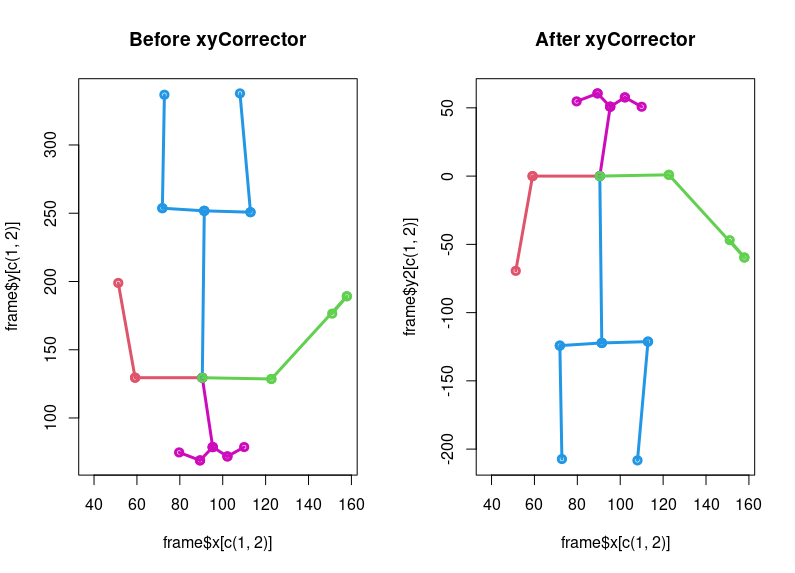 Before xyCorrector
frame$y[c(1, 2)]
300
250
200
150
100
40 60 80 100 120 140 160
frame$x[c(1, 2)]
After xyCorrector
frame$y2[c(1, 2)]
50
0
-50
-100
-150
-200
40 60 80 100 120 140 160
frame$x[c(1, 2)]